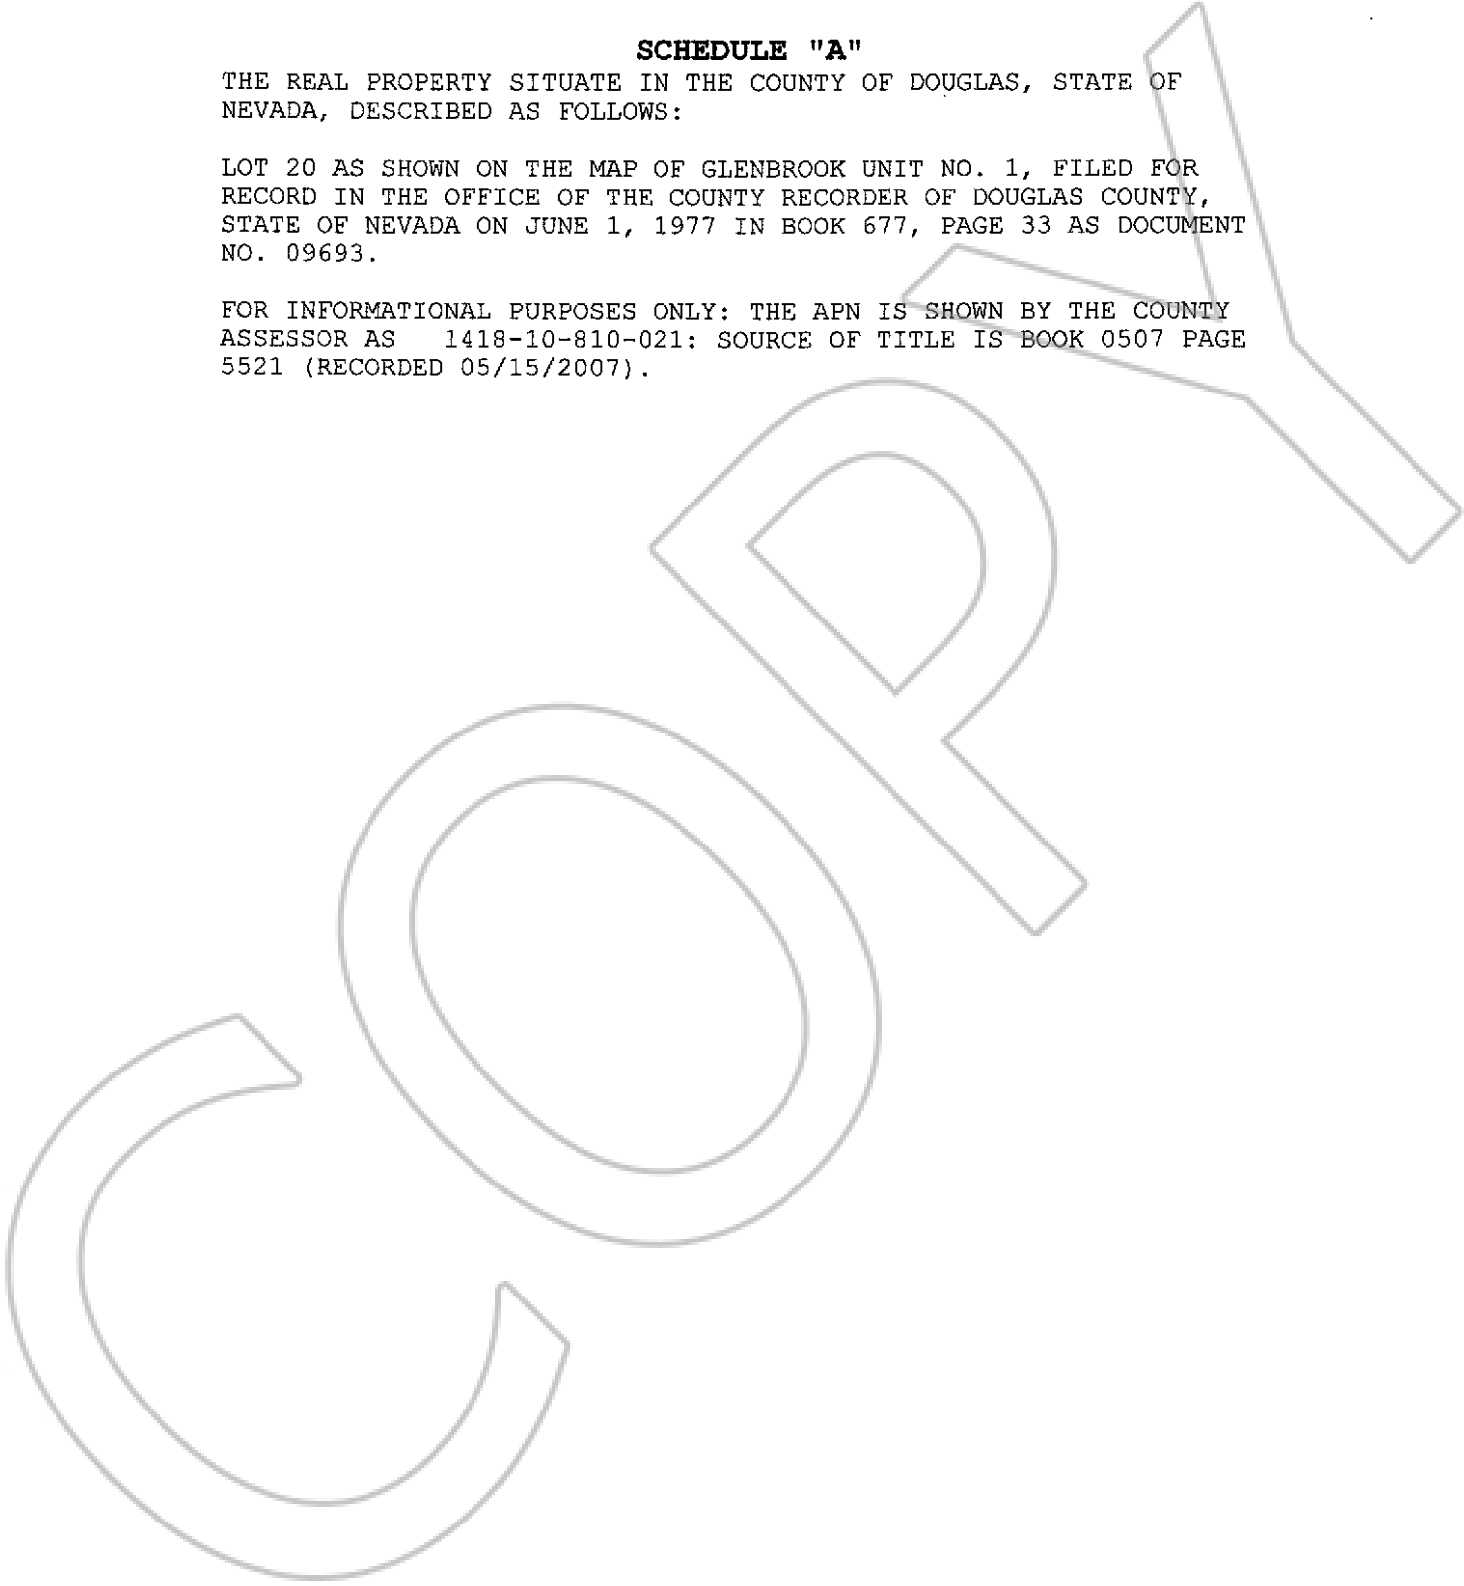 SCHEDULE "A"
THE REAL PROPERTY SITUATE IN THE COUNTY OF DOUGLAS, STATE OF
NEVADA, DESCRIBED AS FOLLOWS:
LOT 20 AS SHOWN ON THE MAP OF GLENBROOK UNIT NO. 1, FILED FOR
RECORD IN THE OFFICE OF THE COUNTY RECORDER OF DOUGLAS COUNTY,
STATE OF NEVADA ON JUNE 1, 1977 IN BOOK 677, PAGE 33 AS DOCUMENT
NO. 09693.
FOR INFORMATIONAL PURPOSES ONLY: THE APN IS SHOWN BY THE COUNTY
ASSESSOR AS 1418-10-810-021: SOURCE OF TITLE IS BOOK 0507 PAGE
5521 (RECORDED 05/15/2007).
COPY